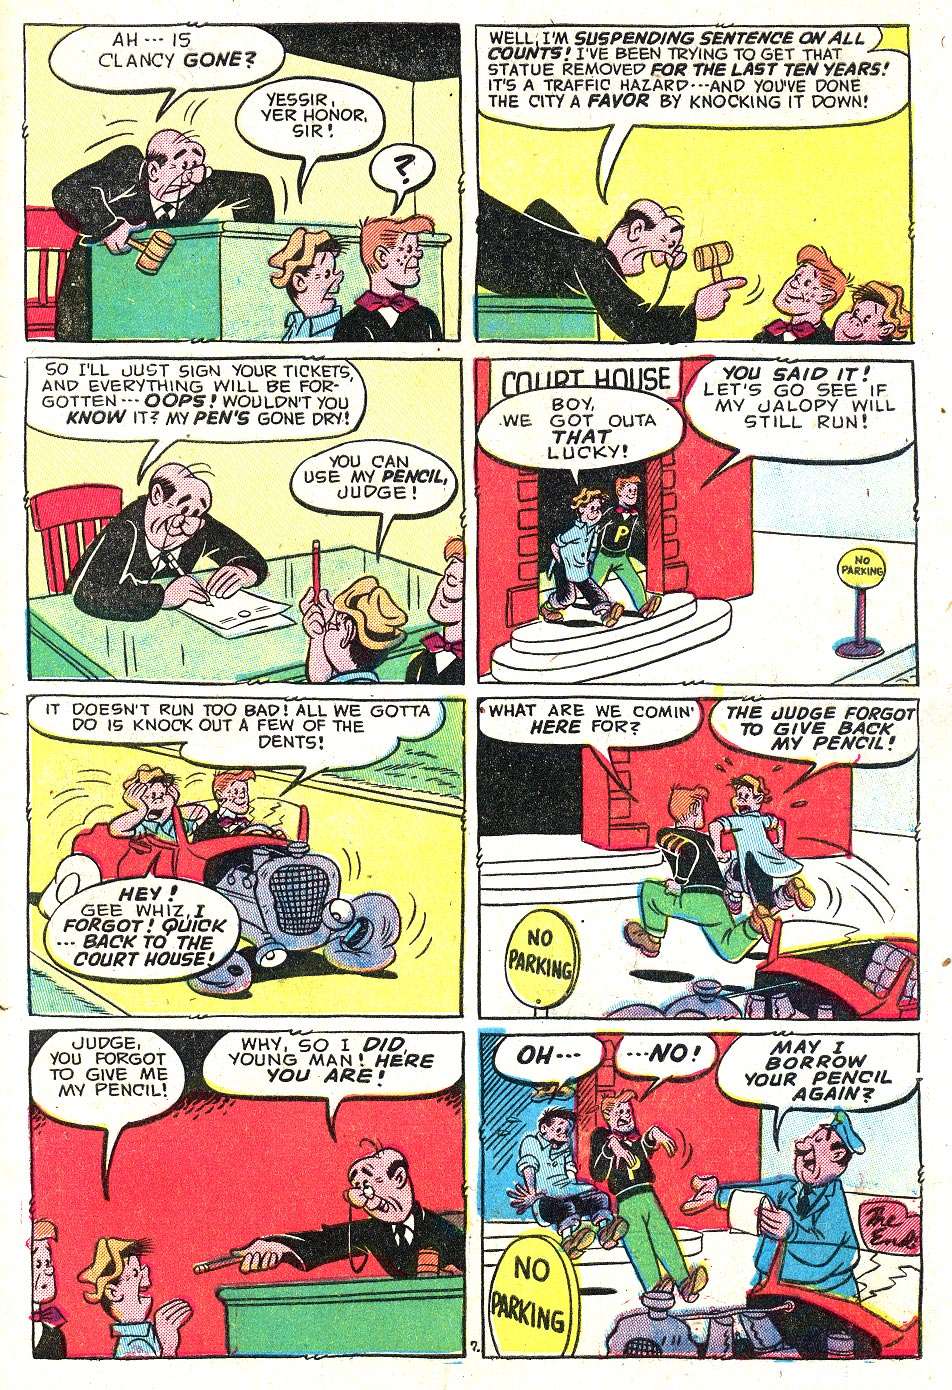 AH --- IS
CLANCY GONE?
YESSIR,
YER HONOR,
SIR!
?
WELL, I'M SUSPENDING SENTENCE ON ALL
COUNTS! I'VE BEEN TRYING TO GET THAT
STATUE REMOVED FOR THE LAST TEN YEARS!
IT'S A TRAFFIC HAZARD---AND YOU'VE DONE
THE CITY A FAVOR BY KNOCKING IT DOWN!
SO I'LL JUST SIGN YOUR TICKETS,
AND EVERYTHING WILL BE FOR-
GOTTEN --- OOPS! WOULDN'T YOU
KNOW IT? MY PEN'S GONE DRY!
YOU CAN
USE MY PENCIL,
JUDGE!
COURT HOUSE
BOY,
WE GOT OUTA
THAT
LUCKY!
P
YOU SAID IT!
LET'S GO SEE IF
MY JALOPY WILL
STILL RUN!
NO
PARKING
IT DOESN'T RUN TOO BAD! ALL WE GOTTA
DO IS KNOCK OUT A FEW OF THE
DENTS!
HEY!
GEE WHIZ, I
FORGOT! QUICK
--- BACK TO THE
COURT HOUSE!
WHAT ARE WE COMIN'
HERE FOR?
THE JUDGE FORGOT
TO GIVE BACK
MY PENCIL!
NO
PARKING
JUDGE,
YOU FORGOT
TO GIVE ME
MY PENCIL!
WHY, SO I DID,
YOUNG MAN! HERE
YOU ARE!
OH---
---NO!
MAY I
BORROW
YOUR PENCIL
AGAIN?
P
NO
PARKING
The
End
7